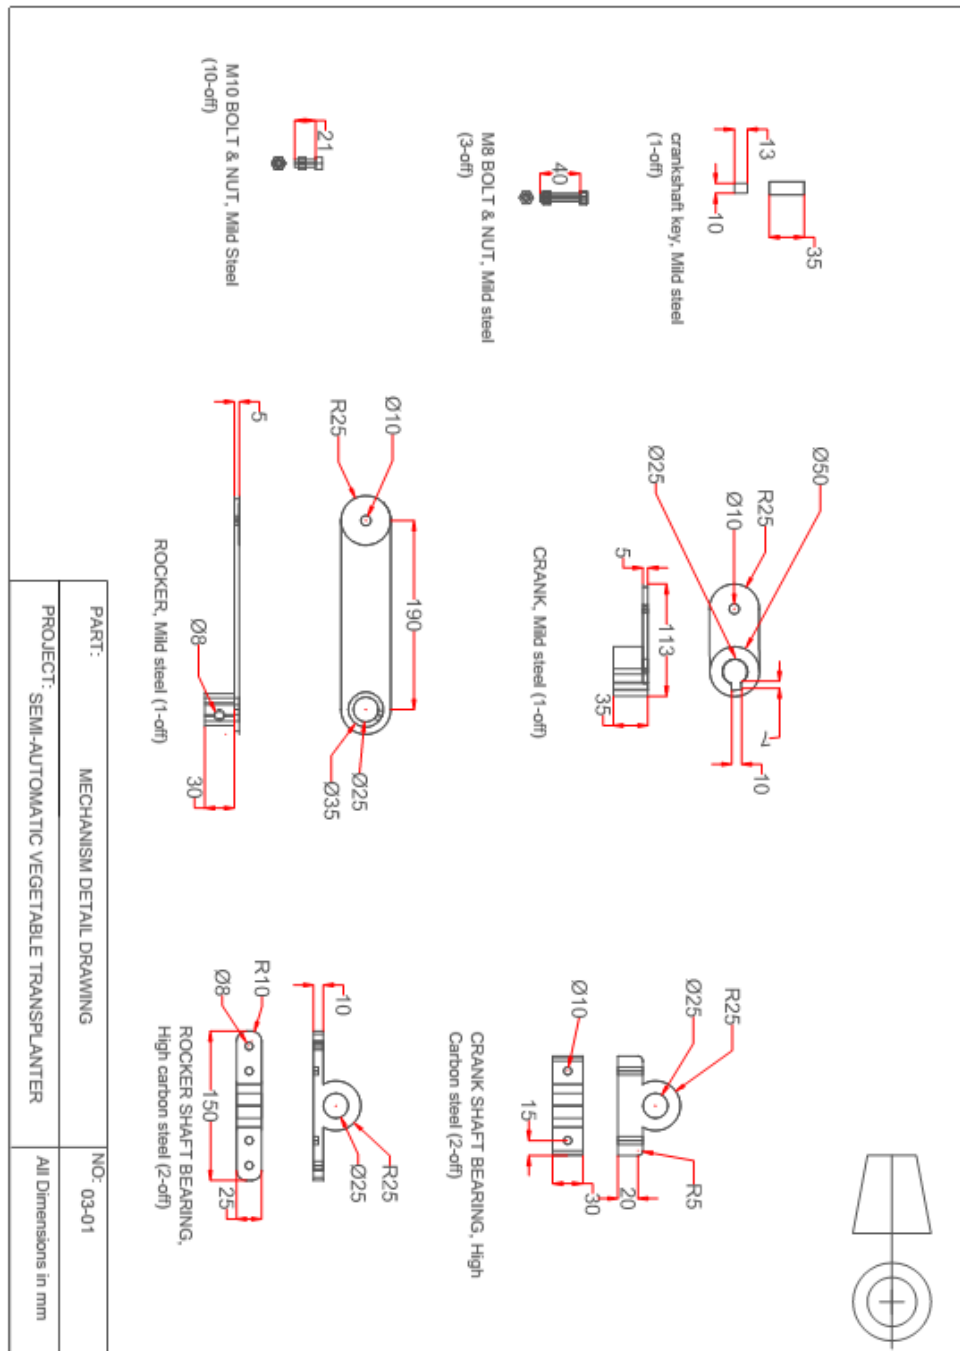 crankshaft key, Mild steel
(1-off)
13
10
35
M8 BOLT & NUT, Mild steel
(3-off)
40
M10 BOLT & NUT, Mild Steel
(10-off)
21
Ø50
R25
Ø10
Ø25
5
113
35
7
10
CRANK, Mild steel (1-off)
Ø10
R25
190
Ø25
Ø35
5
Ø8
30
ROCKER, Mild steel (1-off)
R25
Ø25
Ø10
15
R5
20
30
CRANK SHAFT BEARING, High
Carbon steel (2-off)
10
R25
Ø25
R10
Ø8
150
25
ROCKER SHAFT BEARING,
High carbon steel (2-off)
PART: MECHANISM DETAIL DRAWING
NO: 03-01
PROJECT: SEMI-AUTOMATIC VEGETABLE TRANSPLANTER
All Dimensions in mm